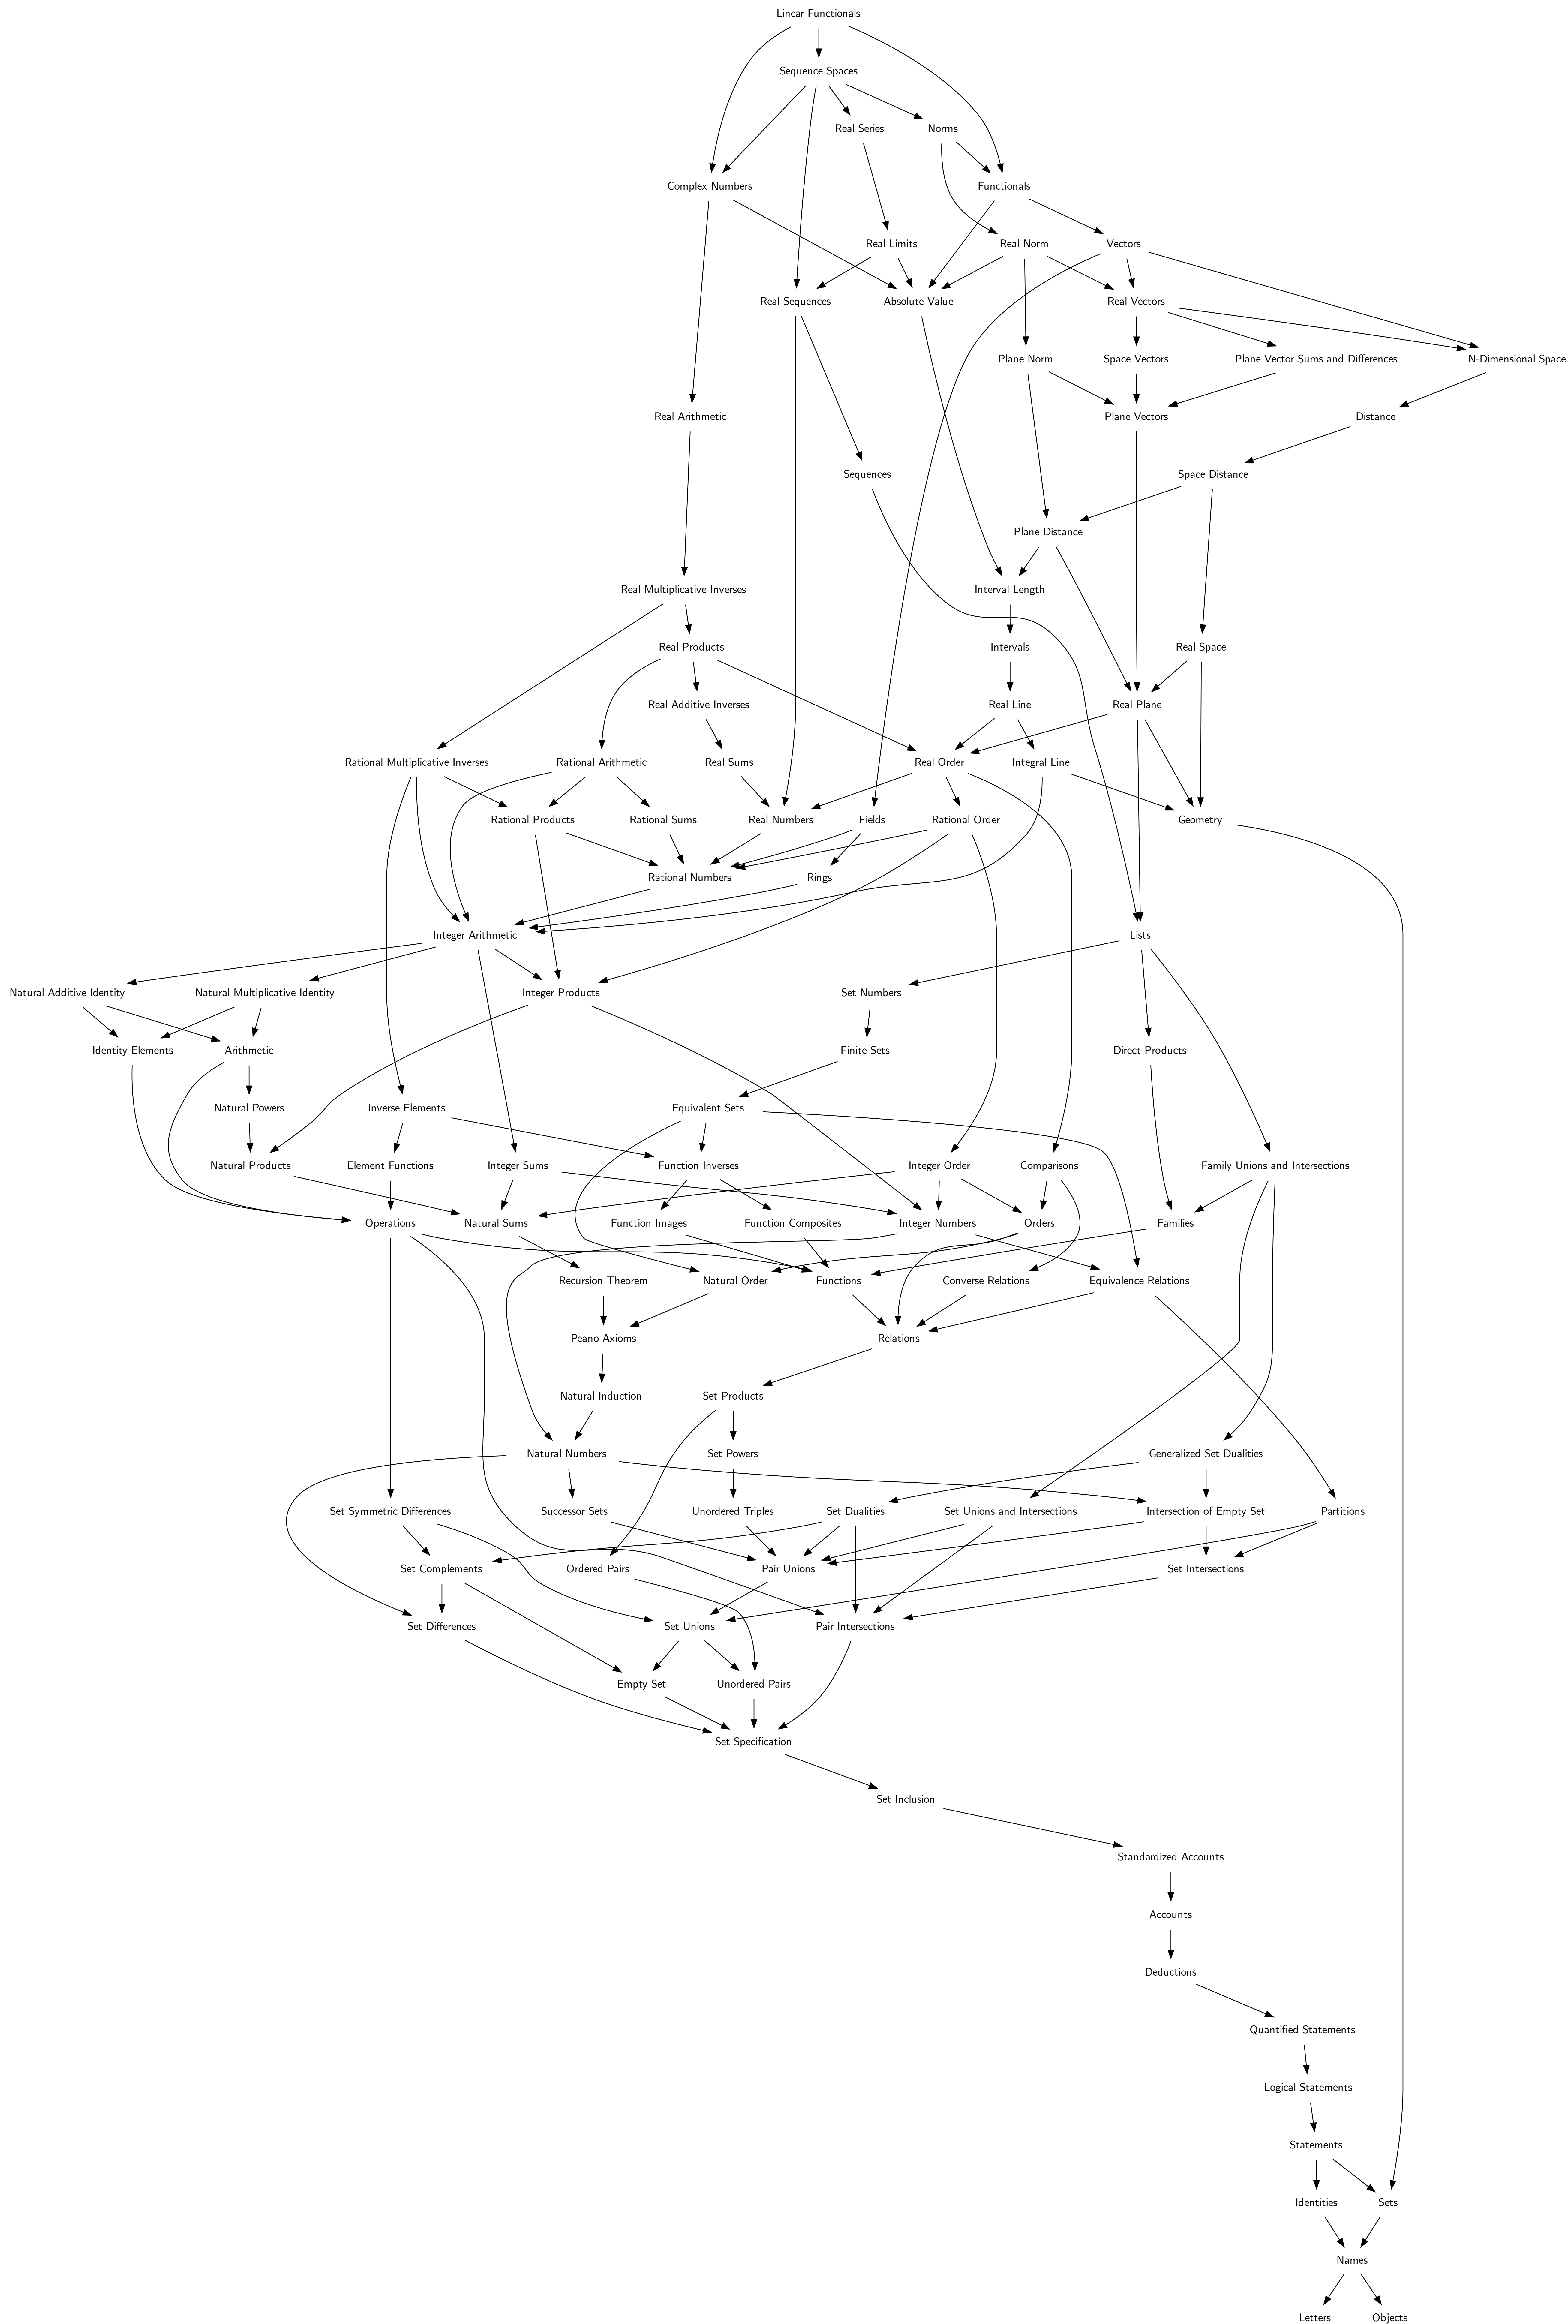 Linear Functionals
Sequence Spaces
Real Series
Norms
Complex Numbers
Functionals
Real Limits
Real Norm
Vectors
Real Sequences
Absolute Value
Real Vectors
Plane Norm
Space Vectors
Plane Vector Sums and Differences
N-Dimensional Space
Real Arithmetic
Plane Vectors
Distance
Sequences
Space Distance
Plane Distance
Real Multiplicative Inverses
Interval Length
Real Products
Intervals
Real Space
Real Additive Inverses
Real Line
Real Plane
Rational Multiplicative Inverses
Rational Arithmetic
Real Sums
Real Order
Integral Line
Rational Products
Rational Sums
Real Numbers
Fields
Rational Order
Geometry
Rational Numbers
Rings
Integer Arithmetic
Lists
Natural Additive Identity
Natural Multiplicative Identity
Integer Products
Set Numbers
Identity Elements
Arithmetic
Finite Sets
Direct Products
Natural Powers
Inverse Elements
Equivalent Sets
Natural Products
Element Functions
Integer Sums
Function Inverses
Integer Order
Comparisons
Family Unions and Intersections
Operations
Natural Sums
Function Images
Function Composites
Integer Numbers
Orders
Families
Recursion Theorem
Natural Order
Functions
Converse Relations
Equivalence Relations
Peano Axioms
Relations
Natural Induction
Set Products
Natural Numbers
Set Powers
Generalized Set Dualities
Set Symmetric Differences
Successor Sets
Unordered Triples
Set Dualities
Set Unions and Intersections
Intersection of Empty Set
Partitions
Set Complements
Ordered Pairs
Pair Unions
Set Intersections
Set Differences
Set Unions
Pair Intersections
Empty Set
Unordered Pairs
Set Specification
Set Inclusion
Standardized Accounts
Accounts
Deductions
Quantified Statements
Logical Statements
Statements
Identities
Sets
Names
Letters
Objects